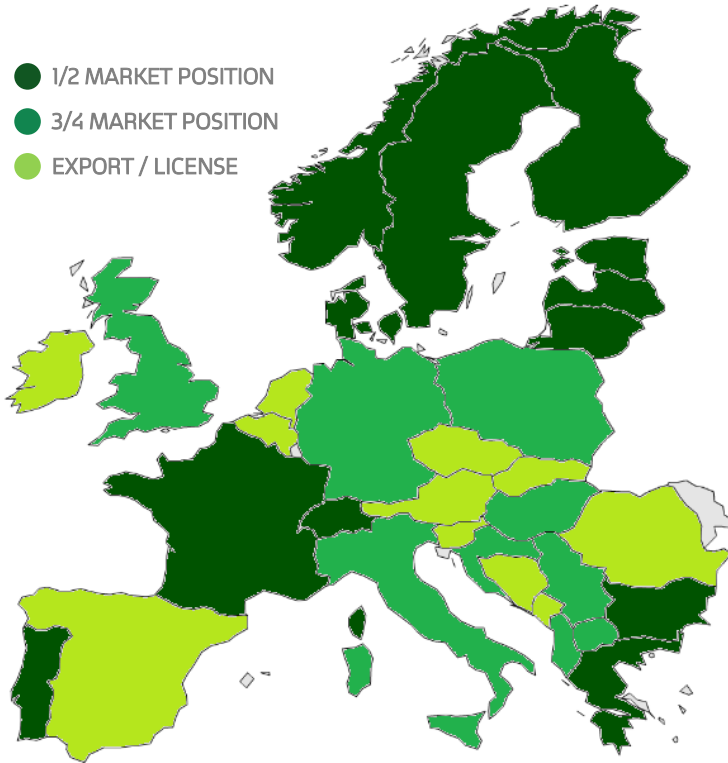 1/2 MARKET POSITION
3/4 MARKET POSITION
EXPORT / LICENSE